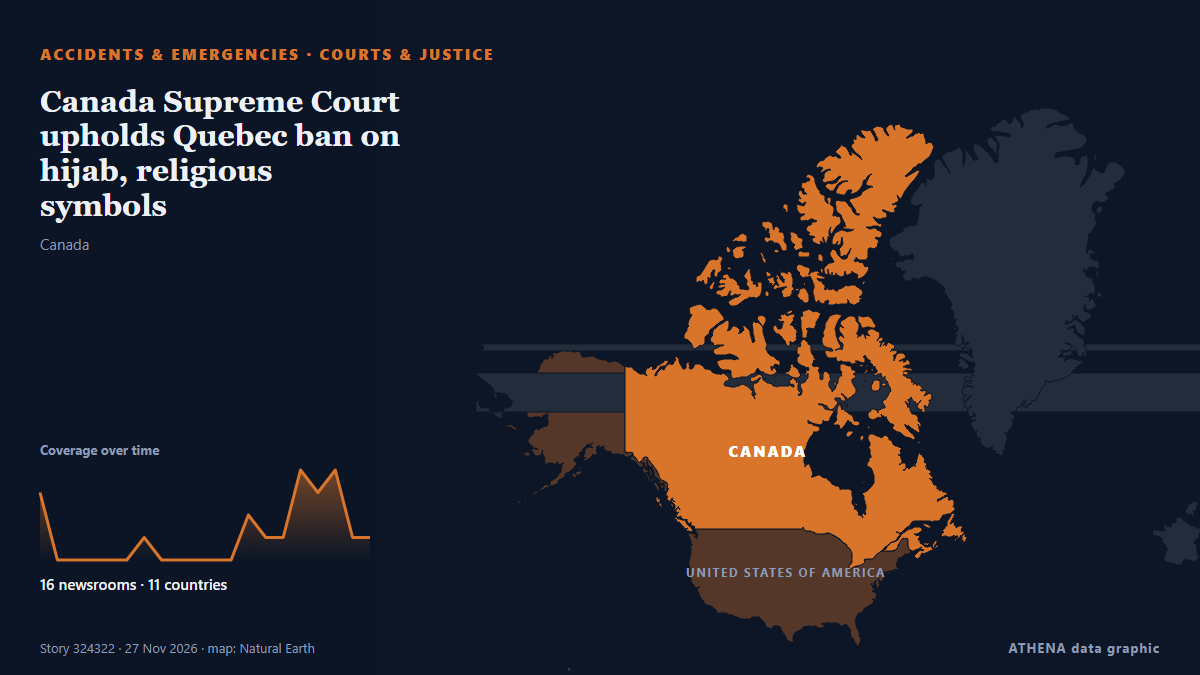 ACCIDENTS & EMERGENCIES · COURTS & JUSTICE
Canada Supreme Court
upholds Quebec ban on
hijab, religious
symbols
Canada
CANADA
Coverage over time
UNITED STATES OF AMERICA
16 newsrooms · 11 countries
Story 324322 · 27 Nov 2026 · map: Natural Earth
ATHENA data graphic